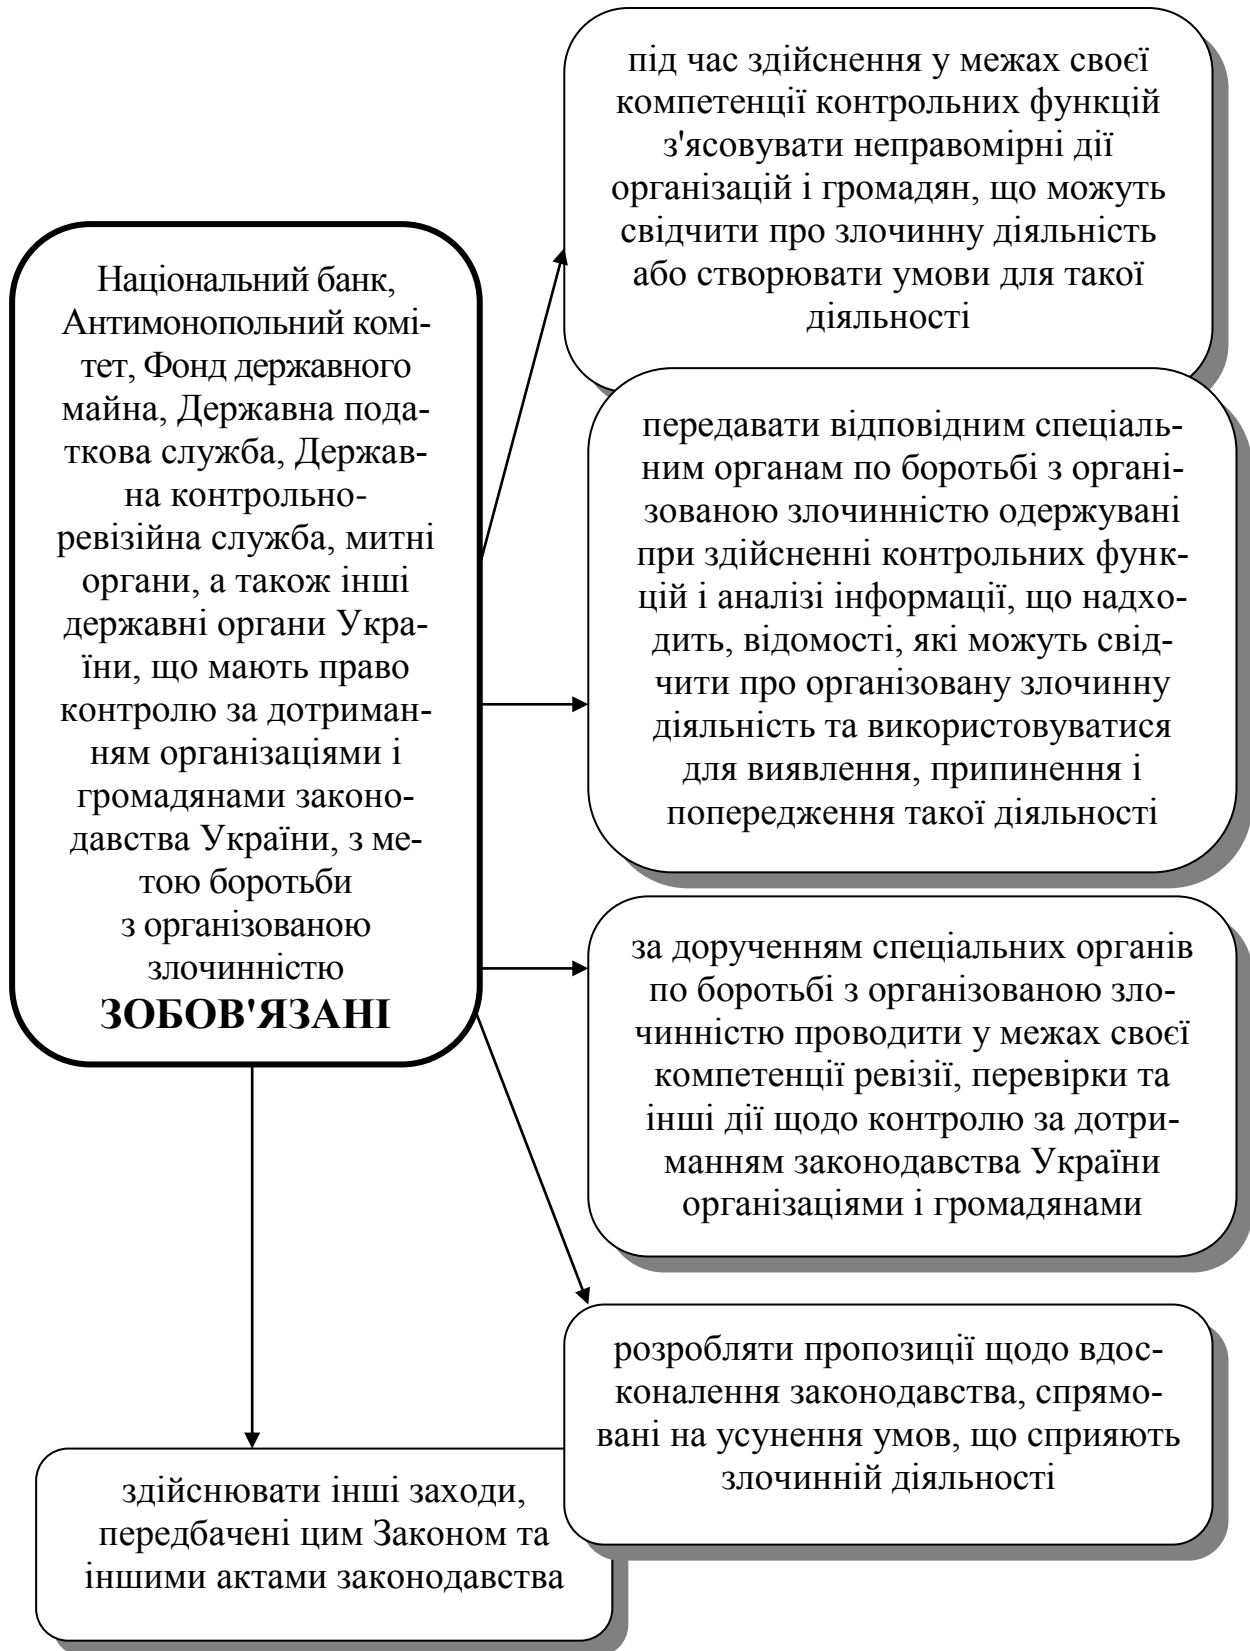 Національний банк,
Антимонопольний комі-
тет, Фонд державного
майна, Державна пода-
ткова служба, Держав-
на контрольно-
ревізійна служба, митні
органи, а також інші
державні органи Укра-
їни, що мають право
контролю за дотриман-
ням організаціями і
громадянами законо-
давства України, з ме-
тою боротьби
з організованою
злочинністю
ЗОБОВ'ЯЗАНІ
під час здійснення у межах своєї
компетенції контрольних функцій
з'ясовувати неправомірні дії
організацій і громадян, що можуть
свідчити про злочинну діяльність
або створювати умови для такої
діяльності
передавати відповідним спеціаль-
ним органам по боротьбі з органі-
зованою злочинністю одержувані
при здійсненні контрольних функ-
цій і аналізі інформації, що надхо-
дить, відомості, які можуть свід-
чити про організовану злочинну
діяльність та використовуватися
для виявлення, припинення і
попередження такої діяльності
за дорученням спеціальних органів
по боротьбі з організованою зло-
чинністю проводити у межах своєї
компетенції ревізії, перевірки та
інші дії щодо контролю за дотри-
манням законодавства України
організаціями і громадянами
розробляти пропозиції щодо вдос-
коналення законодавства, спрямо-
вані на усунення умов, що сприяють
злочинній діяльності
здійснювати інші заходи,
передбачені цим Законом та
іншими актами законодавства